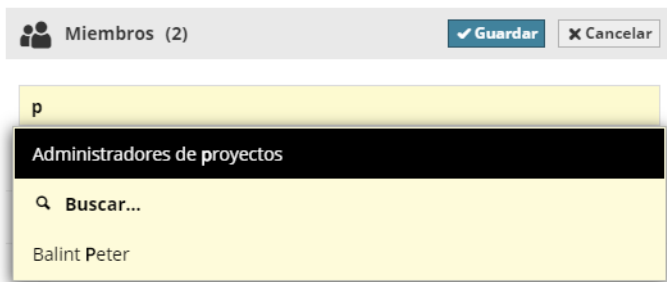 Miembros (2)
Guardar
Cancelar
p
Administradores de proyectos
Buscar...
Balint Peter